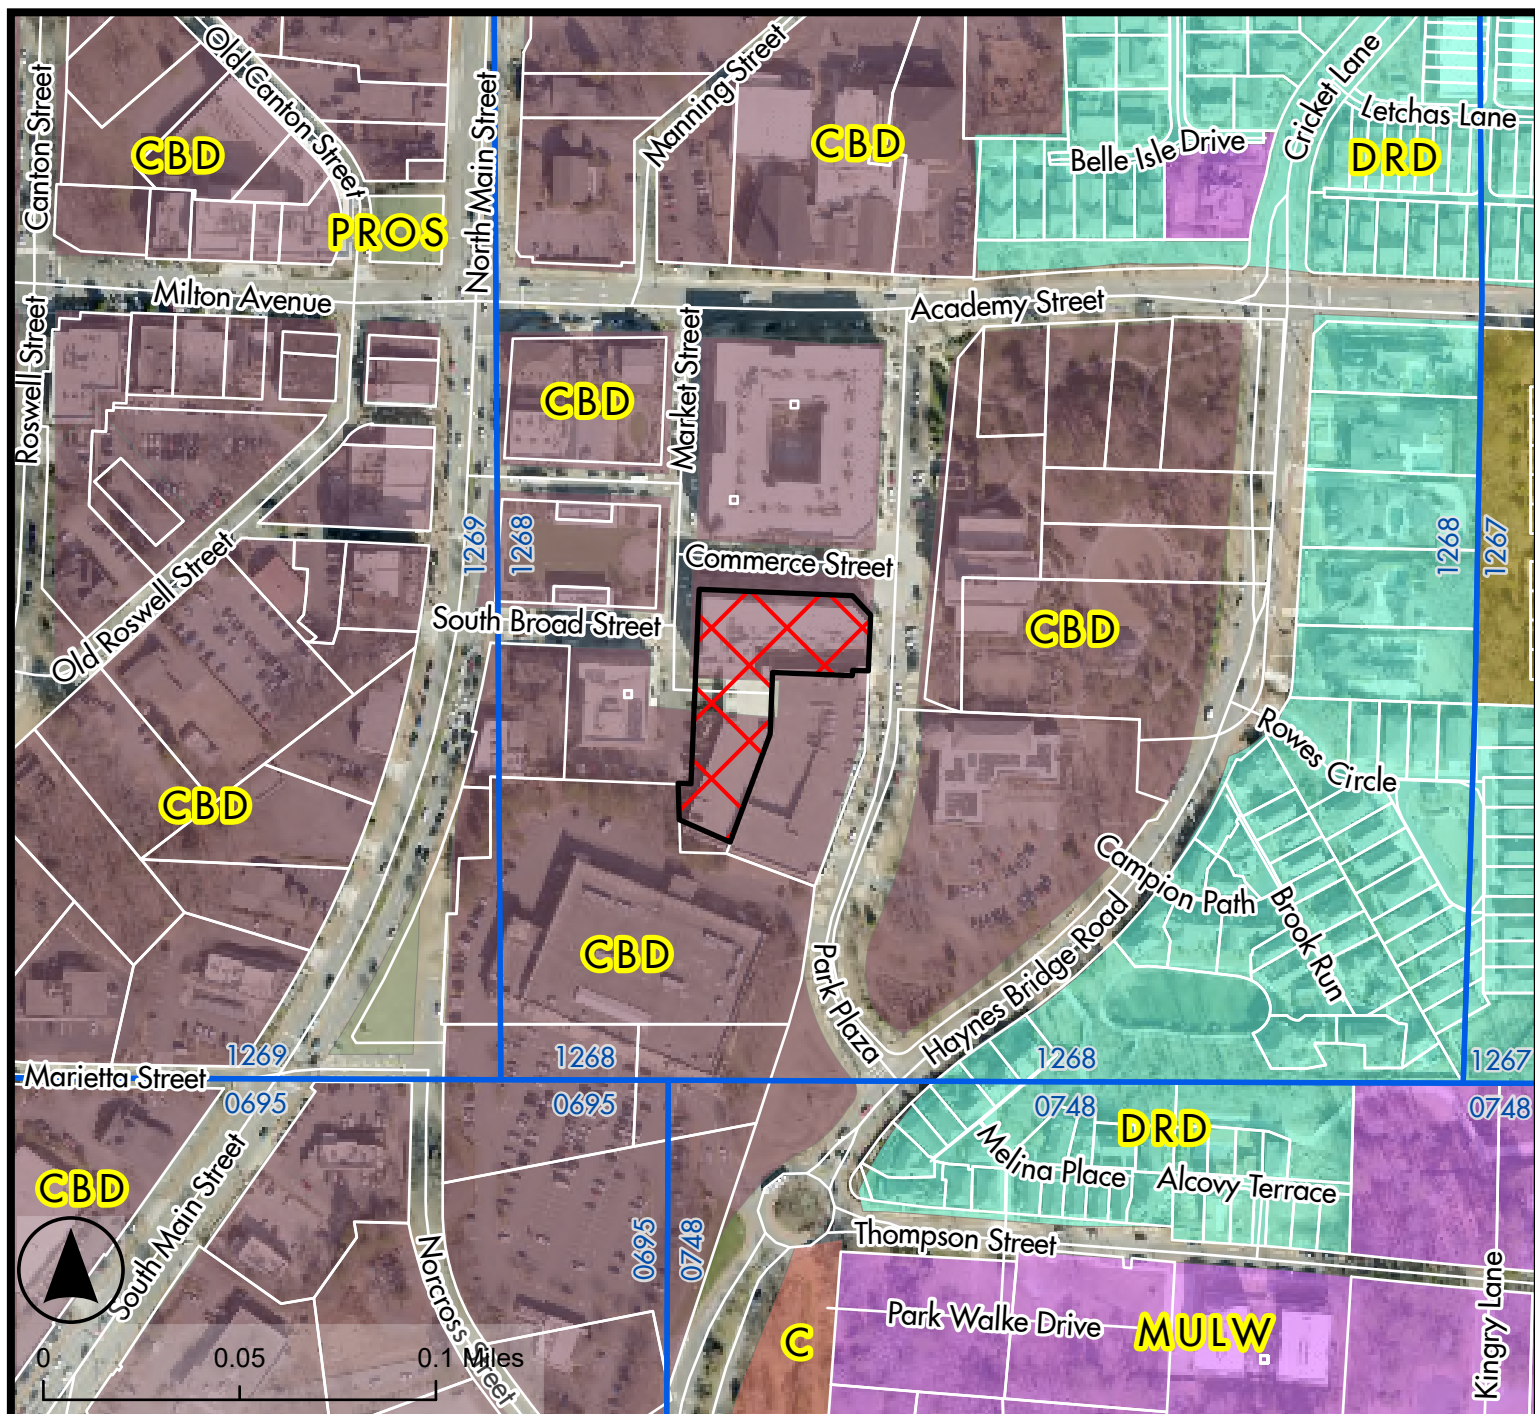 Old Canton Street
Canton Street
North Main Street
Manning Street
Cricket Lane
Letchas Lane
Belle Isle Drive
CBD
CBD
DRD
PROS
Milton Avenue
Academy Street
Roswell Street
Market Street
CBD
1269
1268
1268
1267
Commerce Street
Old Roswell Street
South Broad Street
CBD
Rowes Circle
CBD
Campion Path
Brook Run
CBD
Park Plaza
Haynes Bridge Road
Marietta Street
1269
1268
1268
1267
0695
0695
0748
0748
DRD
CBD
South Main Street
Melina Place
Alcovy Terrace
0695
0748
Thompson Street
Norcross Street
Park Walke Drive
MULW
C
Kingry Lane
0
0.05
0.1 Miles